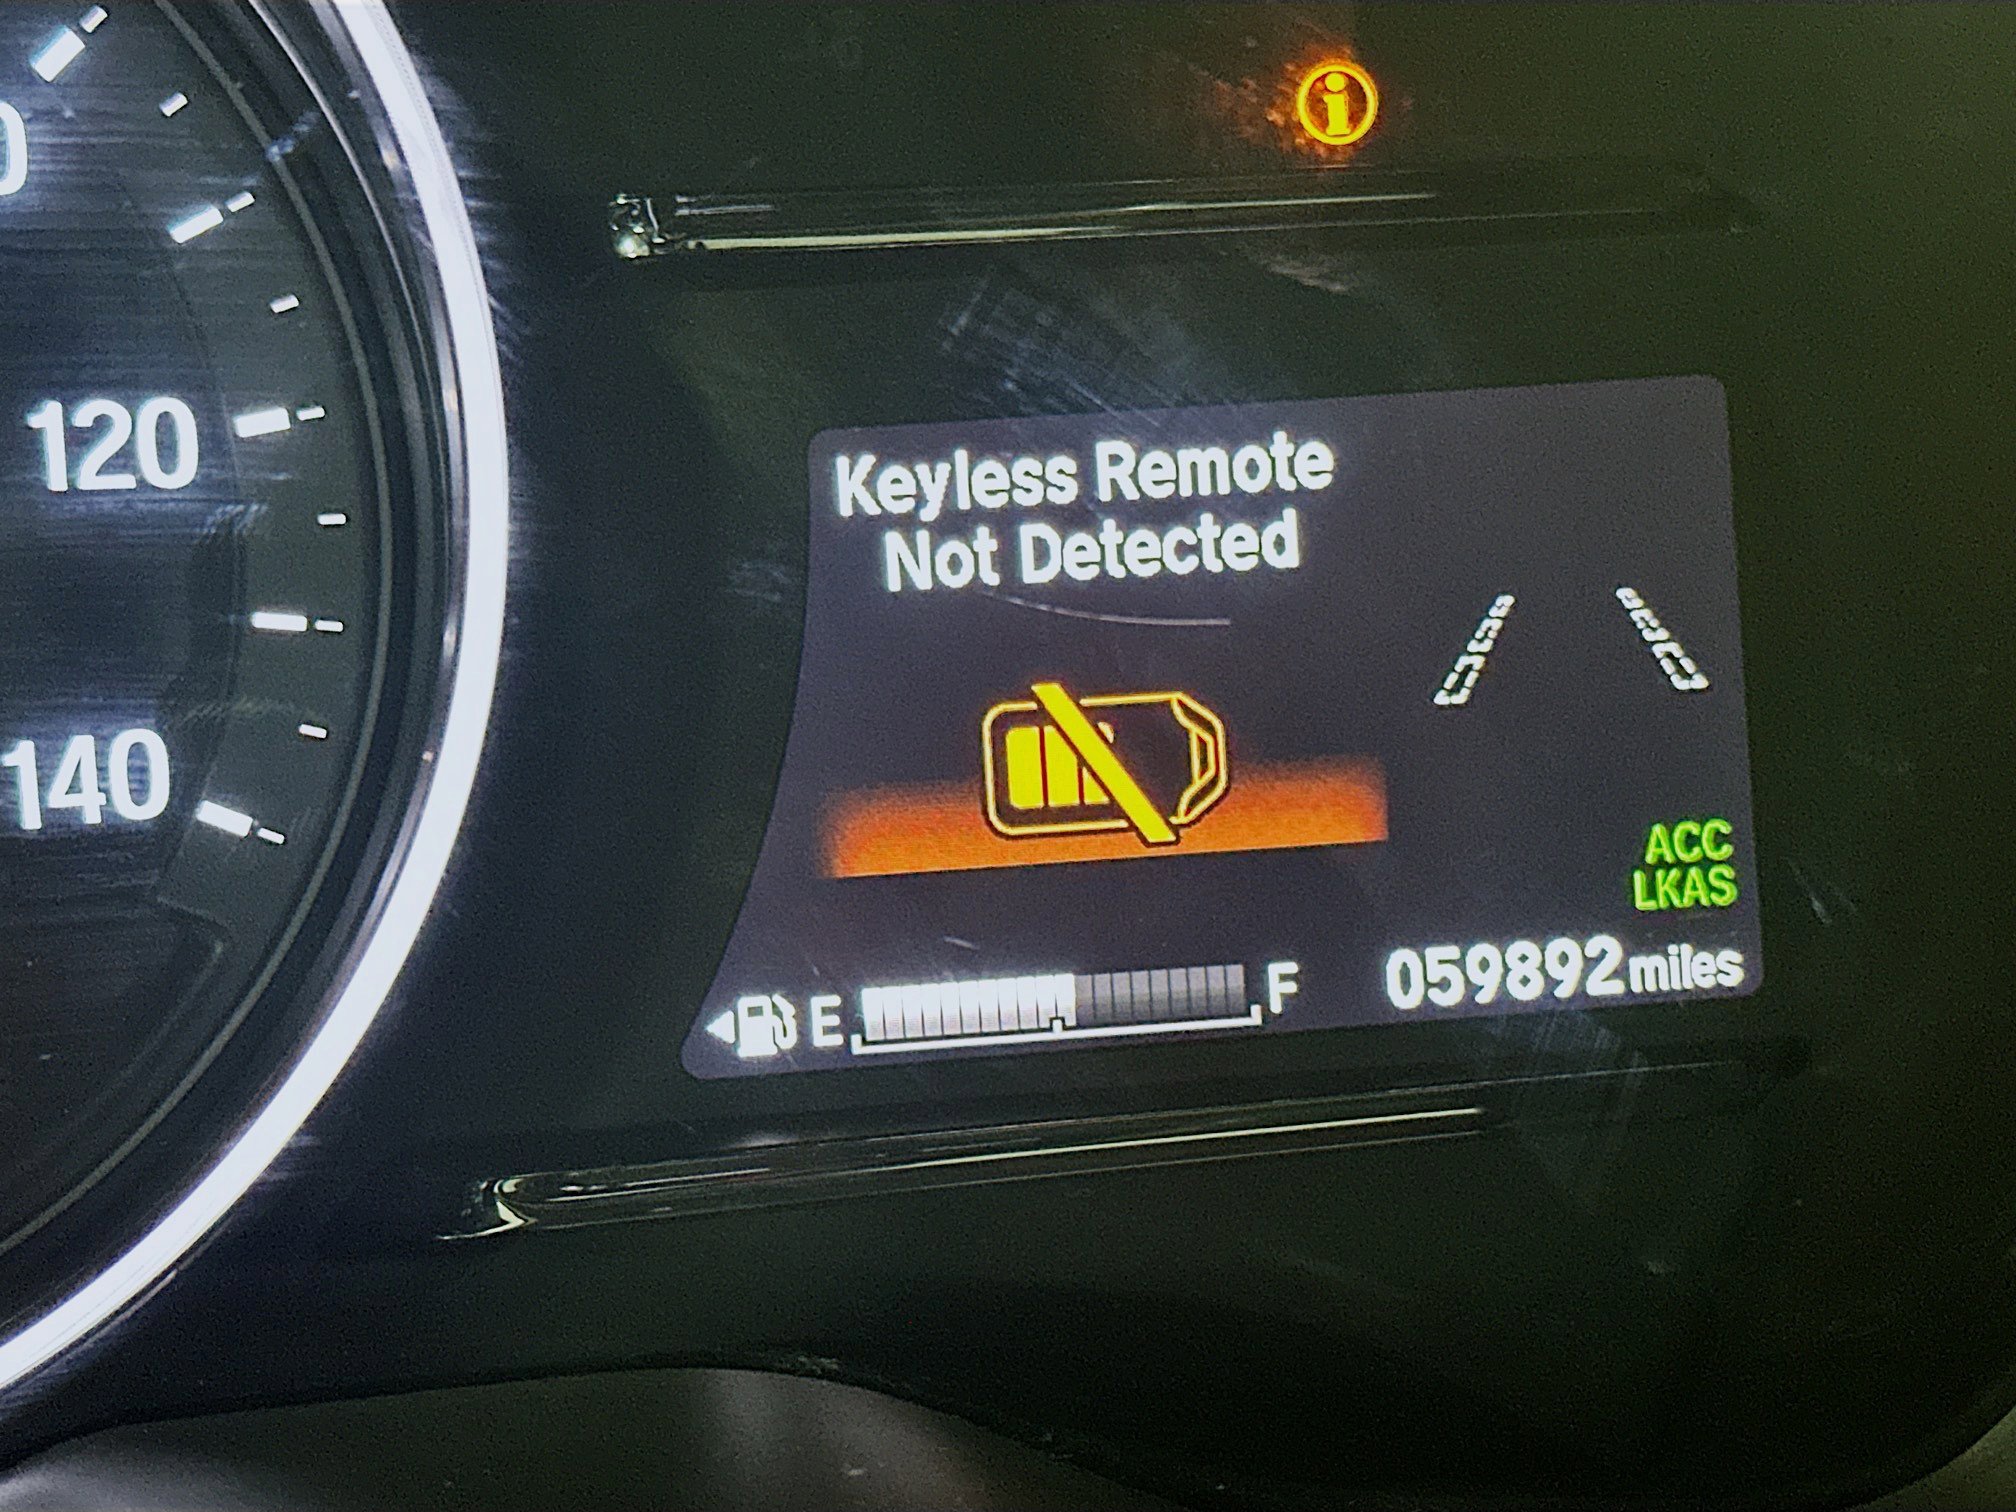 120
140
Keyless Remote
Not Detected
ACC
LKAS
E
F
059892 miles